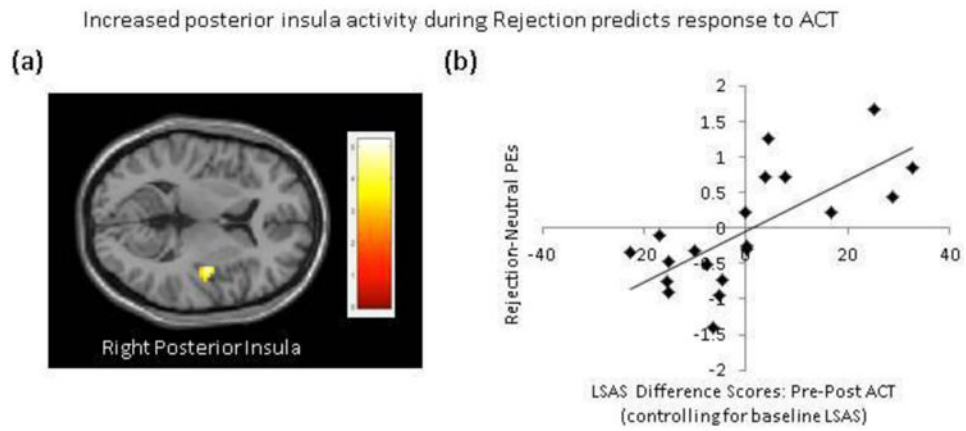 Increased posterior insula activity during Rejection predicts response to ACT
(a)
Right Posterior Insula
(b)
Rejection-Neutral PEs
2
1.5
1
0.5
0
-0.5
-1
-1.5
-2
-40
-20
0
20
40
LSAS Difference Scores: Pre-Post ACT
(controlling for baseline LSAS)